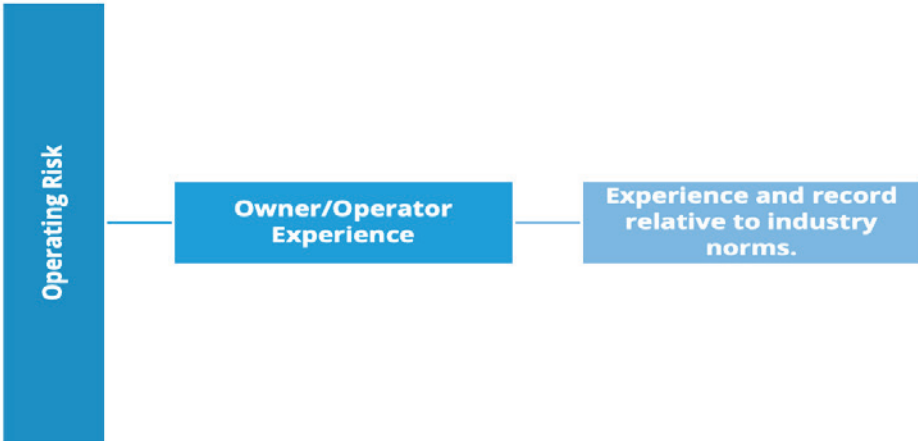 Operating Risk
Owner/Operator
Experience
Experience and record
relative to industry
norms.